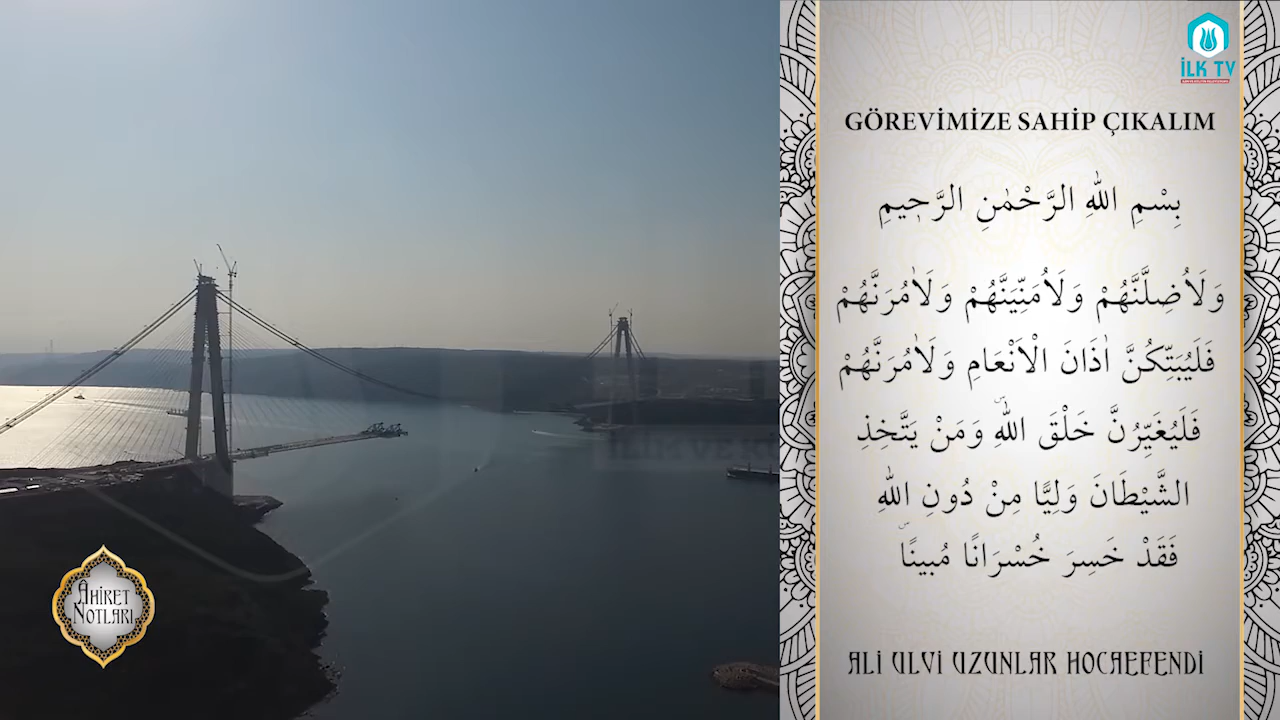 İLK TV
GÖREVİMİZE SAHİP ÇIKALIM
بِسْمِ اللّٰهِ الرَّحْمٰنِ الرَّح۪يمِ
وَلَاُضِلَّنَّهُمْ وَلَاُمَنِّيَنَّهُمْ وَلَاٰمُرَنَّهُمْ
فَلَيُبَتِّكُنَّ اٰذَانَ الْاَنْعَامِ وَلَاٰمُرَنَّهُمْ
فَلَيُغَيِّرُنَّ خَلْقَ اللّٰهِۜ وَمَنْ يَتَّخِذِ
الشَّيْطَانَ وَلِيًّا مِنْ دُونِ اللّٰهِ
فَقَدْ خَسِرَ خُسْرَانًا مُب۪ينًاۜ
ALİ ULVİ UZUNLAR HOCAEFENDİ
ÂHİRET
NOTLARI